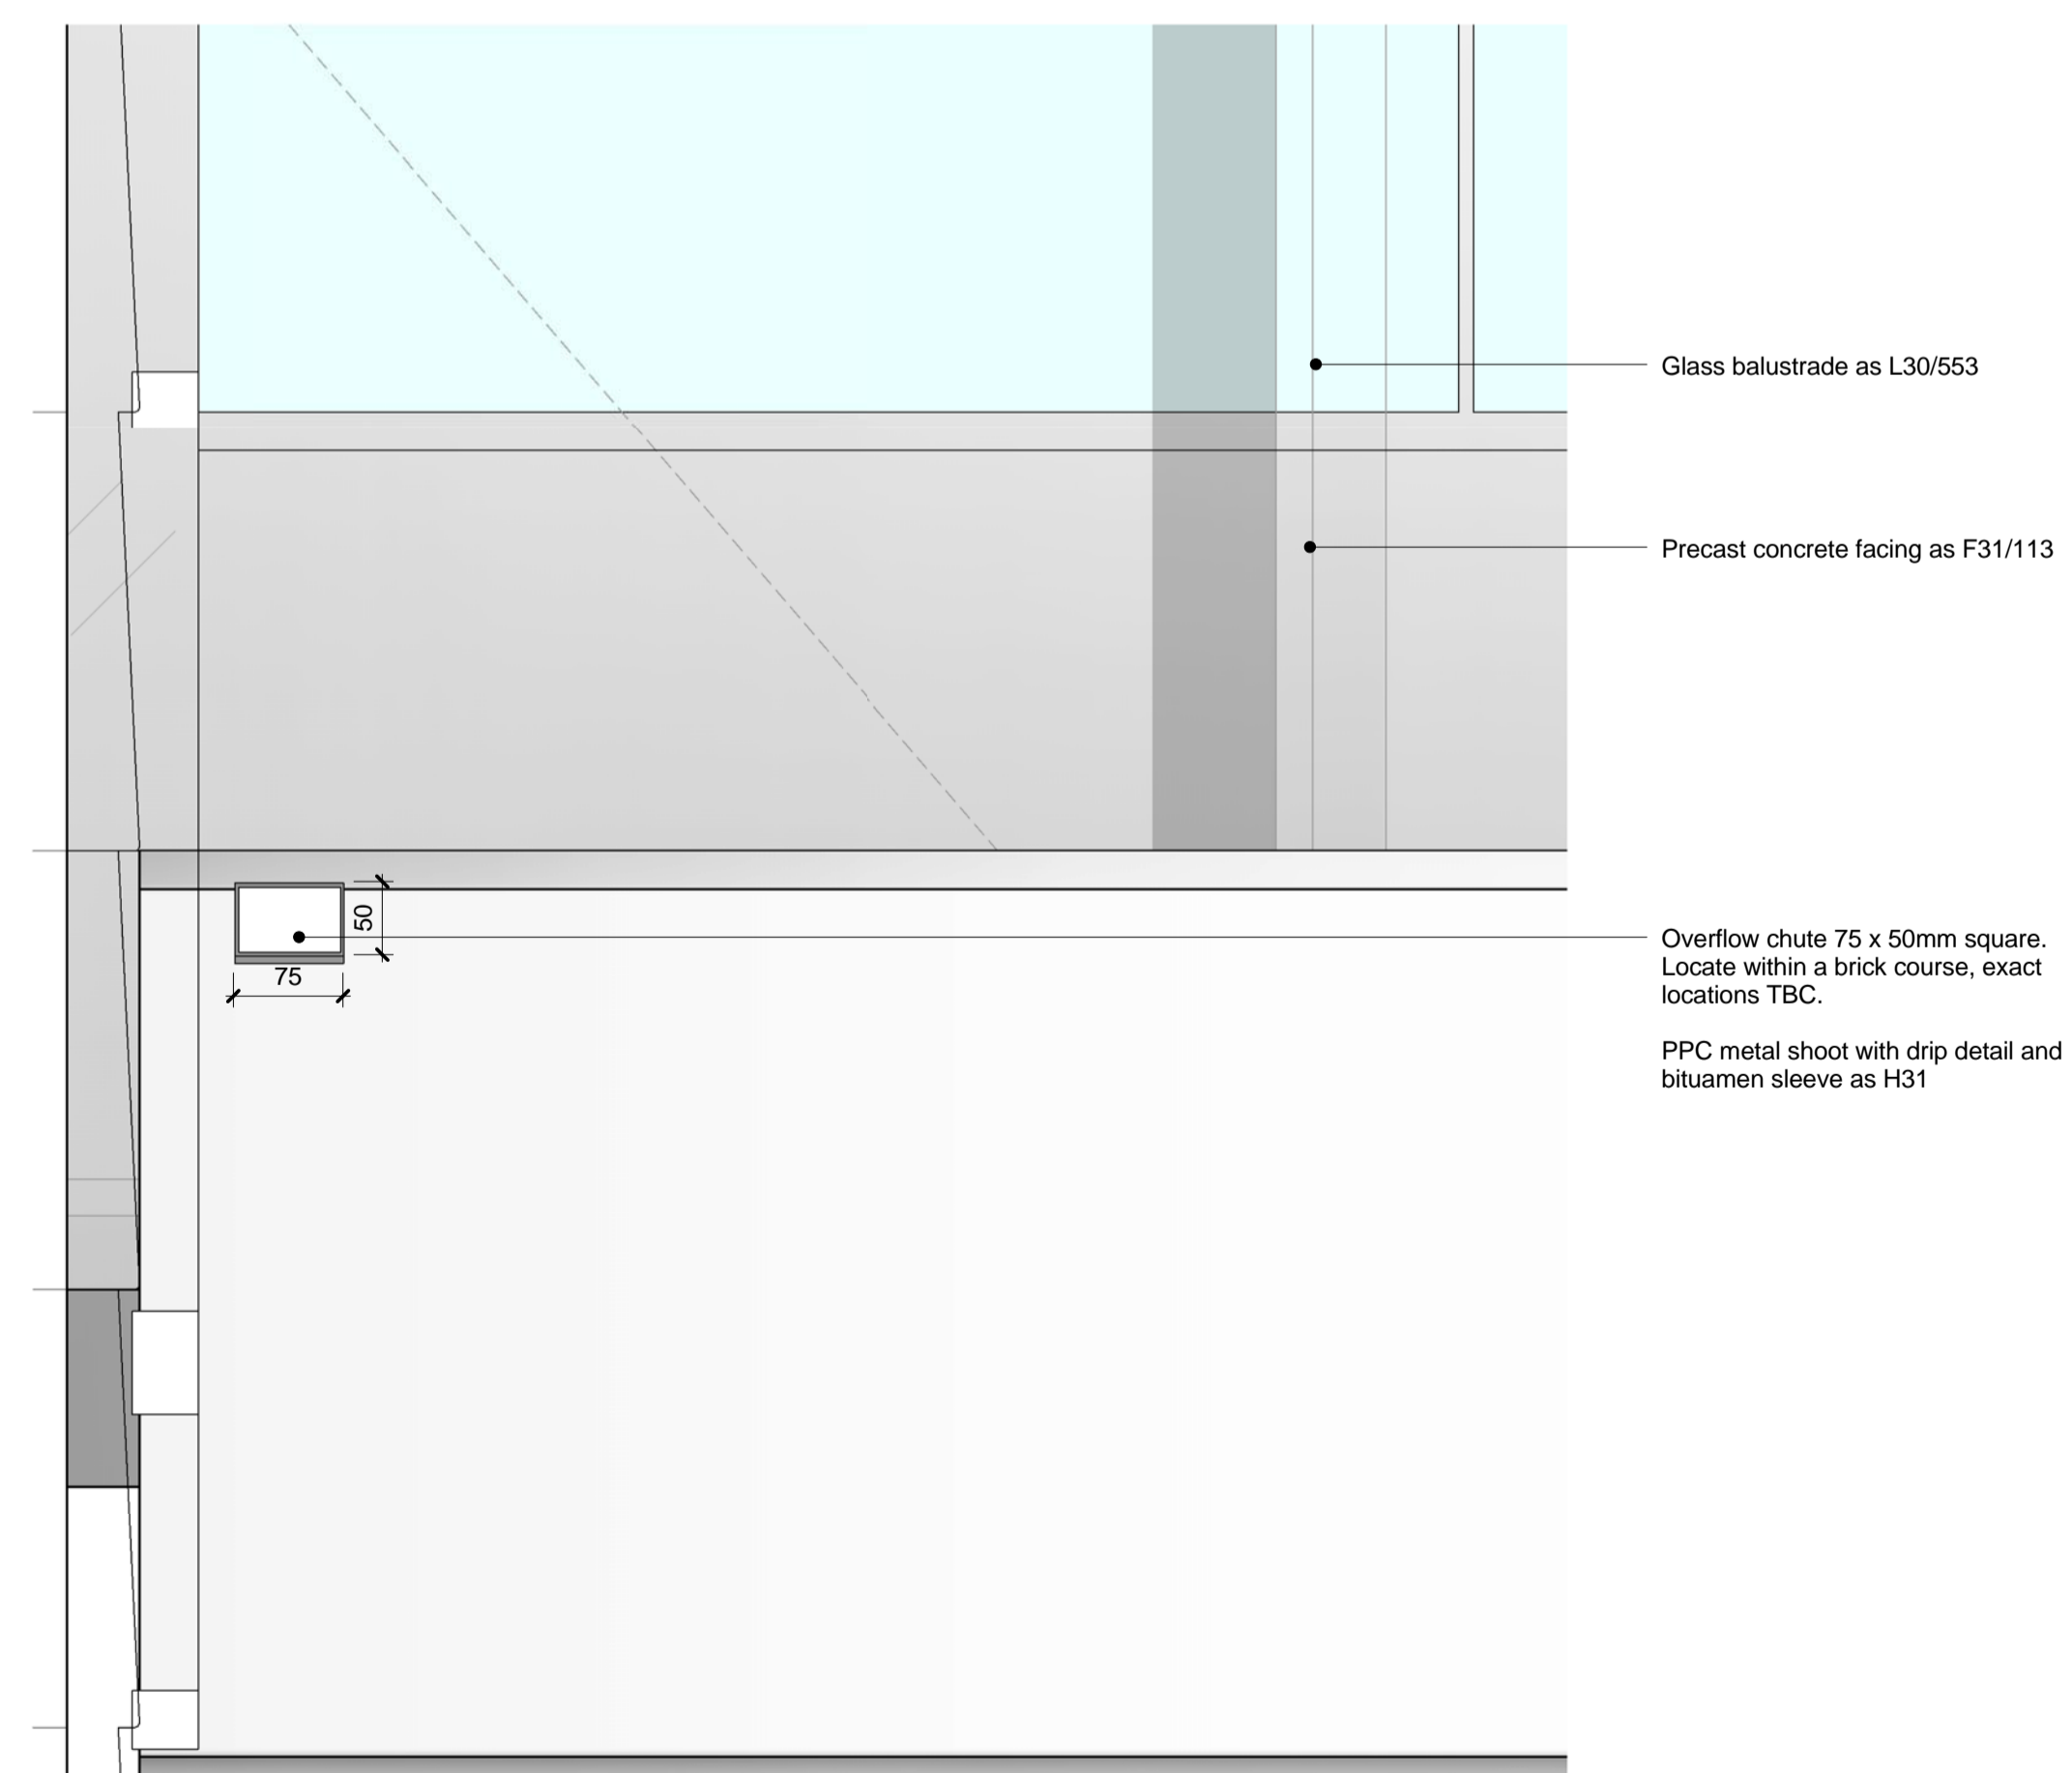 Glass balustrade as L30/553
Precast concrete facing as F31/113
50
75
Overflow chute 75 x 50mm square.
Locate within a brick course, exact
locations TBC.
PPC metal shoot with drip detail and
bituamen sleeve as H31